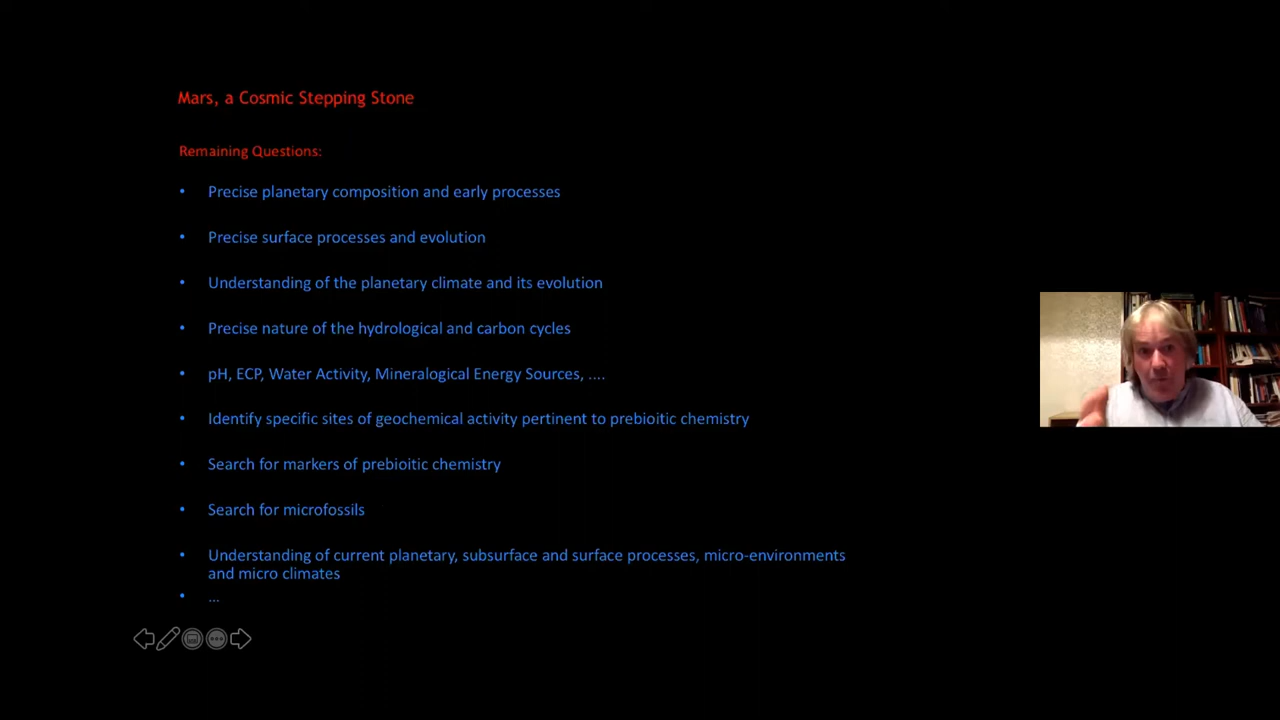 Mars, a Cosmic Stepping Stone
Remaining Questions:
• Precise planetary composition and early processes
• Precise surface processes and evolution
• Understanding of the planetary climate and its evolution
• Precise nature of the hydrological and carbon cycles
• pH, ECP, Water Activity, Mineralogical Energy Sources, ....
• Identify specific sites of geochemical activity pertinent to prebioitic chemistry
• Search for markers of prebioitic chemistry
• Search for microfossils
• Understanding of current planetary, subsurface and surface processes, micro-environments
and micro climates
• ...